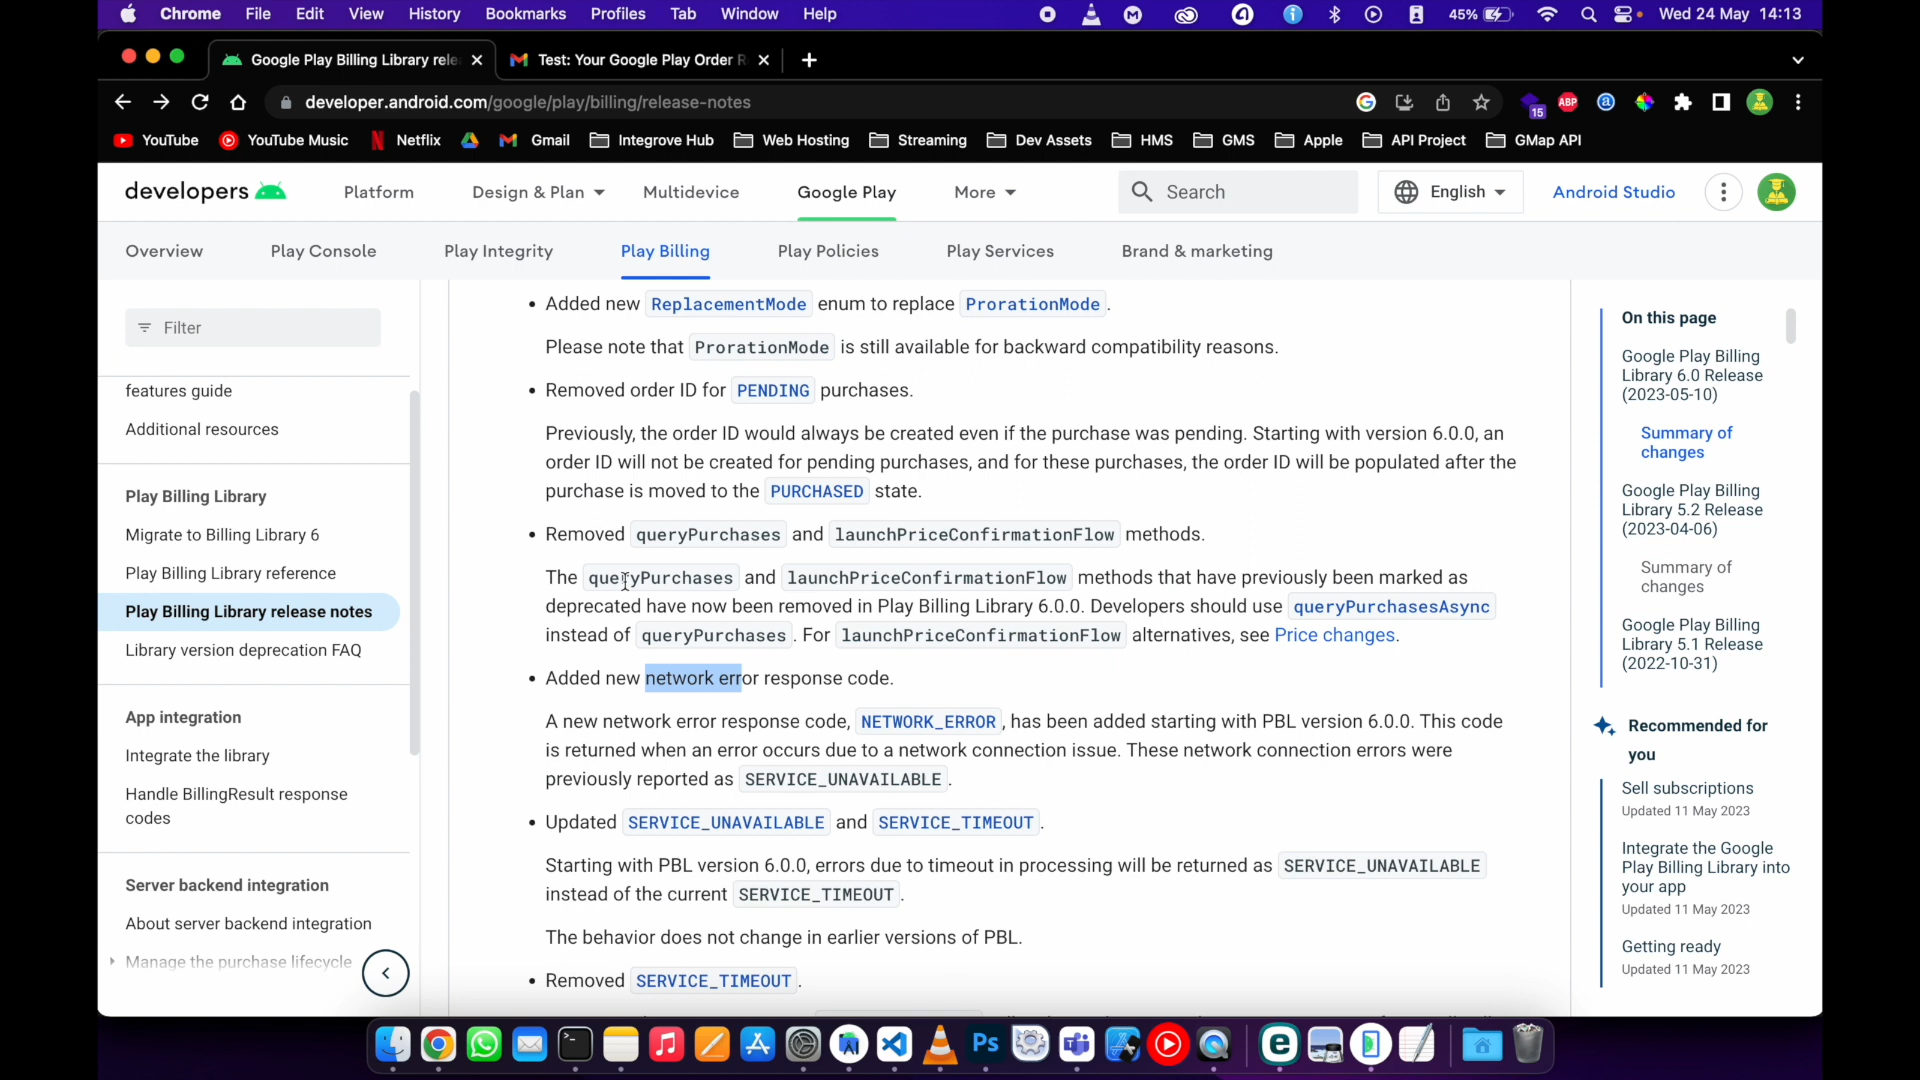 Chrome File Edit View History Bookmarks Profiles Tab Window Help 45% Wed 24 May 14:13
Google Play Billing Library rele Test: Your Google Play Order R
developer.android.com/google/play/billing/release-notes
15 ABP
YouTube YouTube Music Netflix Gmail Integrove Hub Web Hosting Streaming Dev Assets HMS GMS Apple API Project GMap API
developers Platform Design & Plan Multidevice Google Play More Search English Android Studio
Overview Play Console Play Integrity Play Billing Play Policies Play Services Brand & marketing
Filter
features guide
Additional resources
Play Billing Library
Migrate to Billing Library 6
Play Billing Library reference
Play Billing Library release notes
Library version deprecation FAQ
App integration
Integrate the library
Handle BillingResult response
codes
Server backend integration
About server backend integration
Manage the purchase lifecycle
• Added new ReplacementMode enum to replace ProrationMode.
Please note that ProrationMode is still available for backward compatibility reasons.
• Removed order ID for PENDING purchases.
Previously, the order ID would always be created even if the purchase was pending. Starting with version 6.0.0, an
order ID will not be created for pending purchases, and for these purchases, the order ID will be populated after the
purchase is moved to the PURCHASED state.
• Removed queryPurchases and launchPriceConfirmationFlow methods.
The queryPurchases and launchPriceConfirmationFlow methods that have previously been marked as
deprecated have now been removed in Play Billing Library 6.0.0. Developers should use queryPurchasesAsync
instead of queryPurchases. For launchPriceConfirmationFlow alternatives, see Price changes.
• Added new network error response code.
A new network error response code, NETWORK_ERROR, has been added starting with PBL version 6.0.0. This code
is returned when an error occurs due to a network connection issue. These network connection errors were
previously reported as SERVICE_UNAVAILABLE.
• Updated SERVICE_UNAVAILABLE and SERVICE_TIMEOUT.
Starting with PBL version 6.0.0, errors due to timeout in processing will be returned as SERVICE_UNAVAILABLE
instead of the current SERVICE_TIMEOUT.
The behavior does not change in earlier versions of PBL.
• Removed SERVICE_TIMEOUT.
On this page
Google Play Billing
Library 6.0 Release
(2023-05-10)
Summary of
changes
Google Play Billing
Library 5.2 Release
(2023-04-06)
Summary of
changes
Google Play Billing
Library 5.1 Release
(2022-10-31)
Recommended for
you
Sell subscriptions
Updated 11 May 2023
Integrate the Google
Play Billing Library into
your app
Updated 11 May 2023
Getting ready
Updated 11 May 2023
Ps